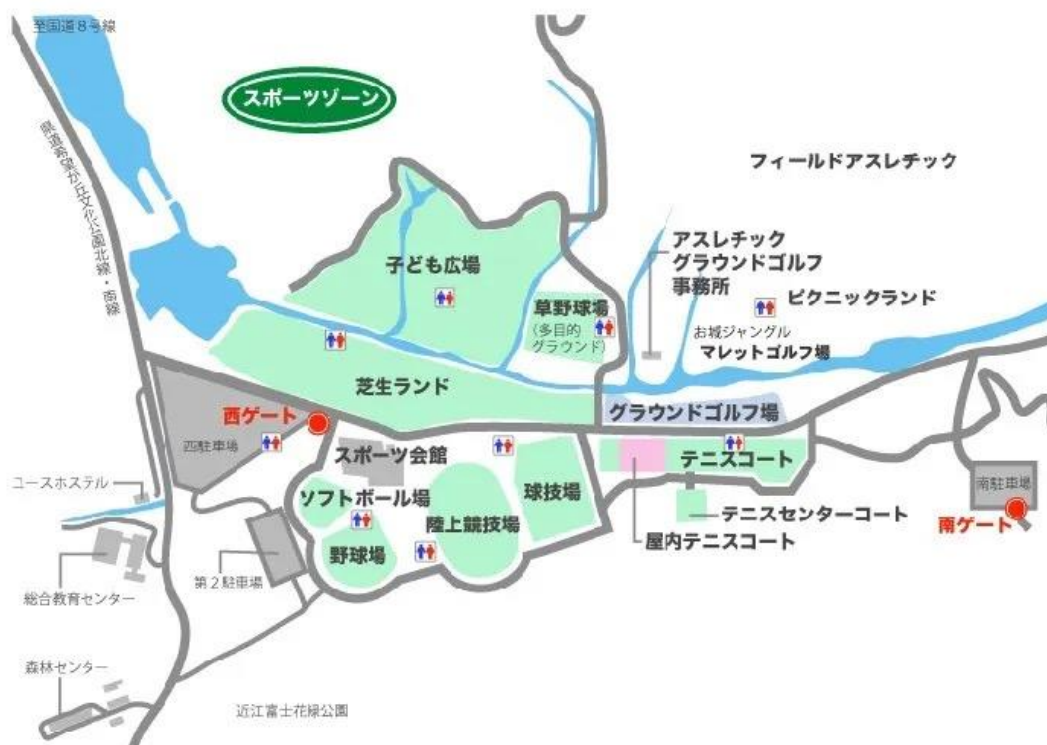 至国道8号線
スポーツゾーン
県道希望が丘文化公園北線・南線
フィールドアスレチック
アスレチック
グラウンドゴルフ
事務所
子ども広場
ピクニックランド
草野球場
(多目的
グラウンド)
お城ジャングル
マレットゴルフ場
芝生ランド
グラウンドゴルフ場
西ゲート
西駐車場
スポーツ会館
テニスコート
ユースホステル
ソフトボール場
球技場
南駐車場
陸上競技場
テニスセンターコート
南ゲート
野球場
屋内テニスコート
第2駐車場
総合教育センター
森林センター
近江富士花緑公園